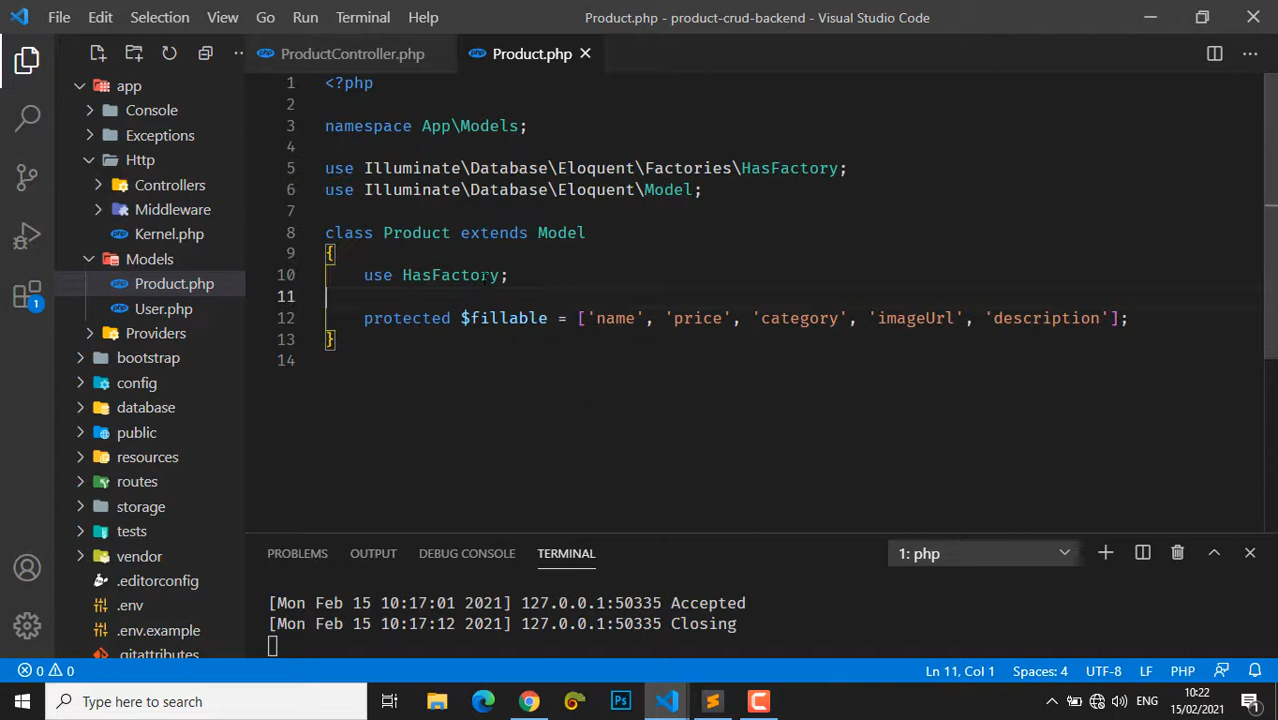 File Edit Selection View Go Run Terminal Help Product.php - product-crud-backend - Visual Studio Code
ProductController.php Product.php
app
Console
Exceptions
Http
Controllers
Middleware
Kernel.php
Models
Product.php
User.php
Providers
bootstrap
config
database
public
resources
routes
storage
tests
vendor
.editorconfig
.env
.env.example
.gitattributes
1 <?php
2
3 namespace App\Models;
4
5 use Illuminate\Database\Eloquent\Factories\HasFactory;
6 use Illuminate\Database\Eloquent\Model;
7
8 class Product extends Model
9 {
10 use HasFactory;
11
12 protected $fillable = ['name', 'price', 'category', 'imageUrl', 'description'];
13 }
14
PROBLEMS OUTPUT DEBUG CONSOLE TERMINAL 1: php
[Mon Feb 15 10:17:01 2021] 127.0.0.1:50335 Accepted
[Mon Feb 15 10:17:12 2021] 127.0.0.1:50335 Closing
1
0 0 Ln 11, Col 1 Spaces: 4 UTF-8 LF PHP
Type here to search
Ps
ENG
10:22
15/02/2021
1